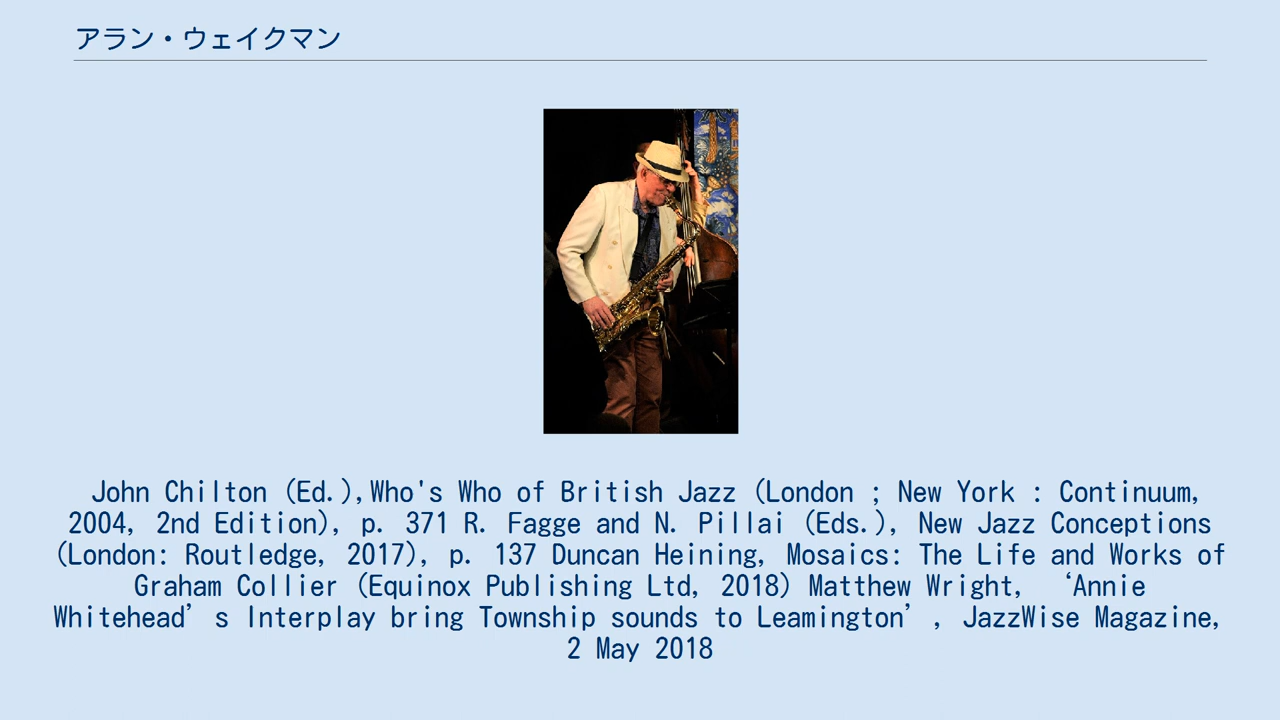 アラン・ウェイクマン
John Chilton (Ed.),Who's Who of British Jazz (London ; New York : Continuum,
2004, 2nd Edition), p. 371 R. Fagge and N. Pillai (Eds.), New Jazz Conceptions
(London: Routledge, 2017), p. 137 Duncan Heining, Mosaics: The Life and Works of
Graham Collier (Equinox Publishing Ltd, 2018) Matthew Wright, ‘Annie
Whitehead’s Interplay bring Township sounds to Leamington’, JazzWise Magazine,
2 May 2018